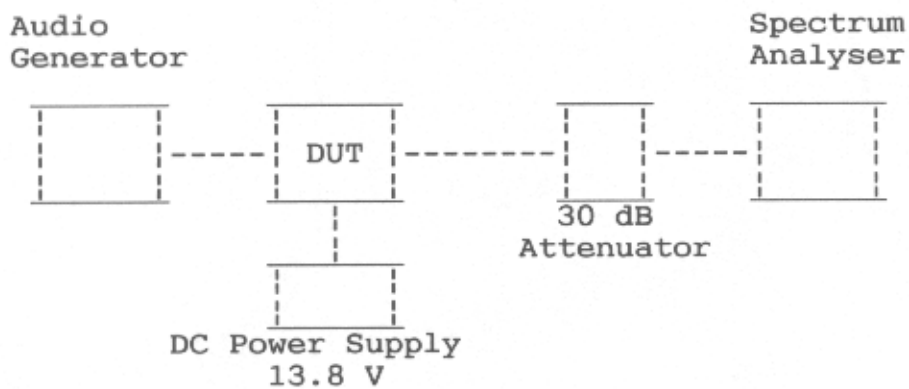 Audio
Generator
Spectrum
Analyser
DUT
30 dB
Attenuator
DC Power Supply
13.8 V